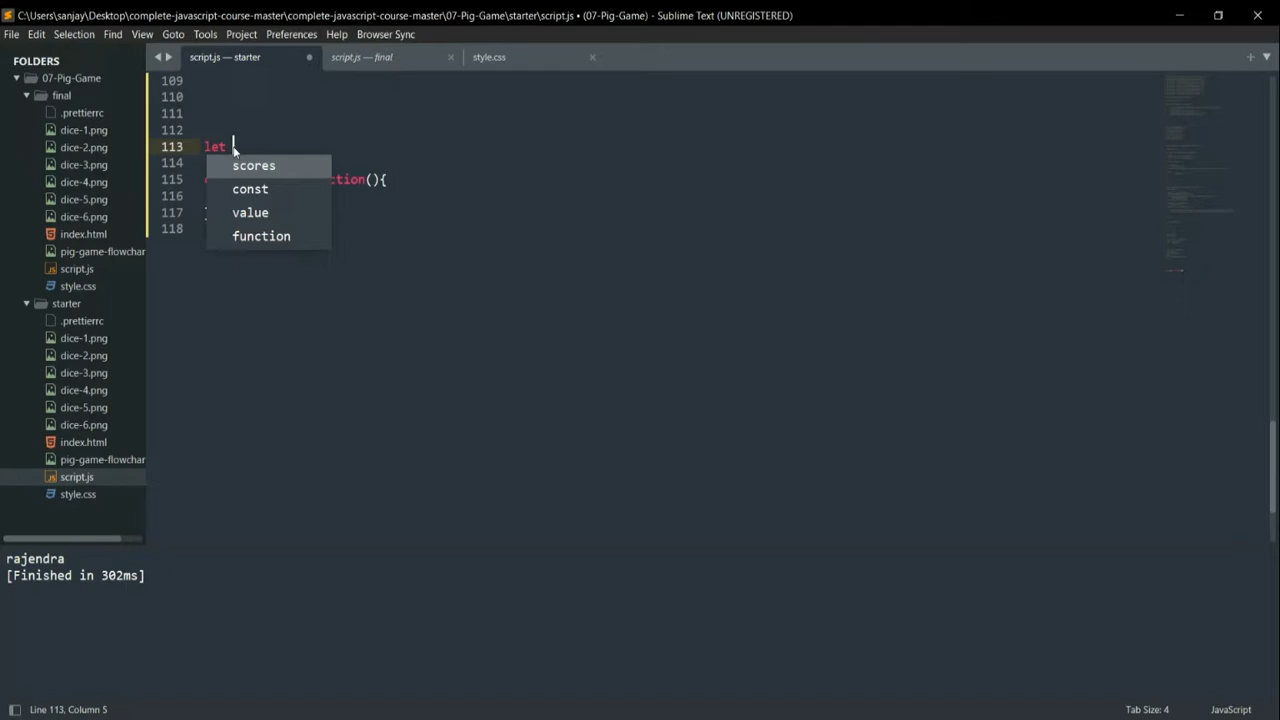 C:\Users\sanjay\Desktop\complete-javascript-course-master\complete-javascript-course-master\07-Pig-Game\starter\script.js • (07-Pig-Game) - Sublime Text (UNREGISTERED)
File Edit Selection Find View Goto Tools Project Preferences Help Browser Sync
FOLDERS
07-Pig-Game
final
.prettierrc
dice-1.png
dice-2.png
dice-3.png
dice-4.png
dice-5.png
dice-6.png
index.html
pig-game-flowchar
script.js
style.css
starter
.prettierrc
dice-1.png
dice-2.png
dice-3.png
dice-4.png
dice-5.png
dice-6.png
index.html
pig-game-flowchar
script.js
style.css
script.js — starter
script.js — final
style.css
109
110
111
112
113 let
114
115 ction(){
116
117
118
scores
const
value
function
rajendra
[Finished in 302ms]
Line 113, Column 5
Tab Size: 4
JavaScript